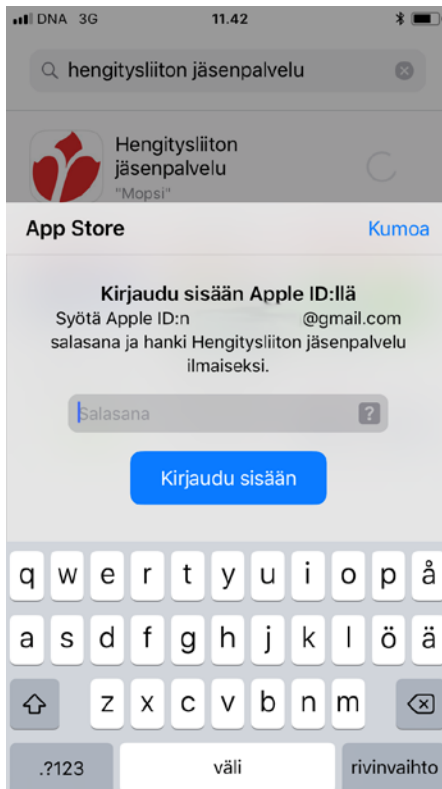 DNA 3G 11.42
hengitysliiton jäsenpalvelu
Hengitysliiton
jäsenpalvelu
"Mopsi"
App Store Kumoa
Kirjaudu sisään Apple ID:llä
Syötä Apple ID:n @gmail.com
salasana ja hanki Hengitysliiton jäsenpalvelu
ilmaiseksi.
Salasana ?
Kirjaudu sisään
q w e r t y u i o p å
a s d f g h j k l ö ä
z x c v b n m
.?123 väli rivinvaihto